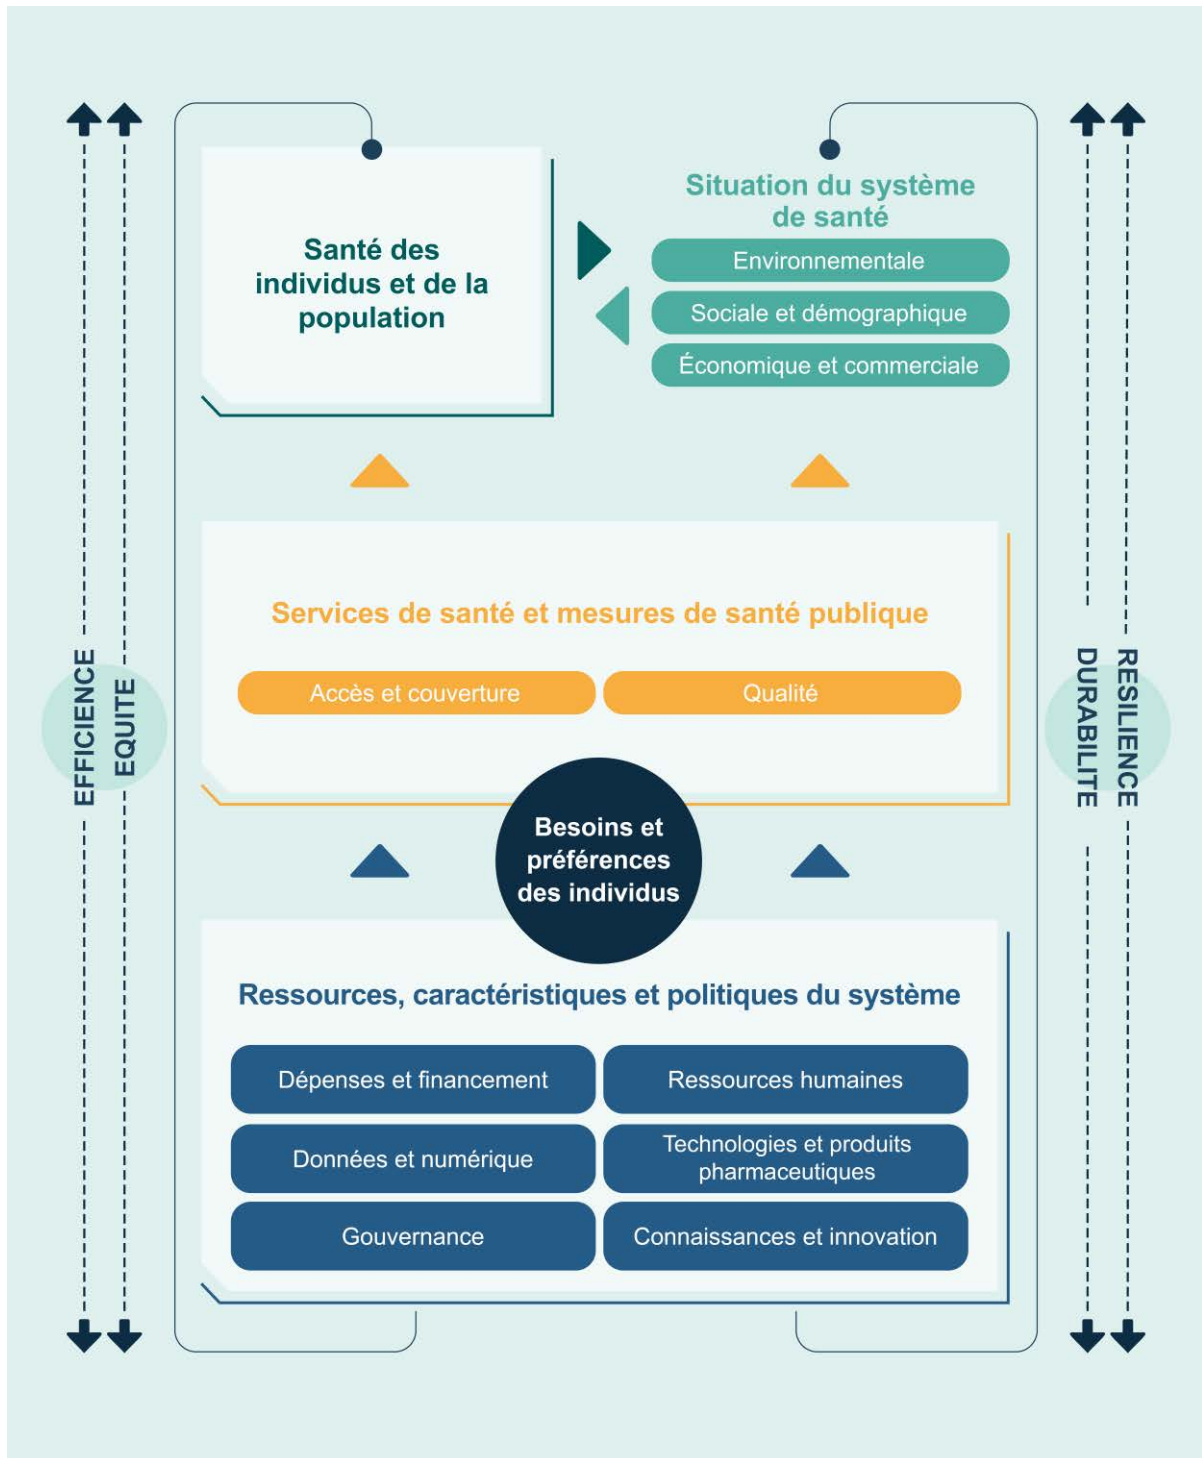 Santé des
individus et de la
population
Situation du système
de santé
Environnementale
Sociale et démographique
Économique et commerciale
Services de santé et mesures de santé publique
Accès et couverture
Qualité
EFFICIENCE
EQUITE
DURABILITE
RESILIENCE
Besoins et
préférences
des individus
Ressources, caractéristiques et politiques du système
Dépenses et financement
Ressources humaines
Données et numérique
Technologies et produits
pharmaceutiques
Gouvernance
Connaissances et innovation